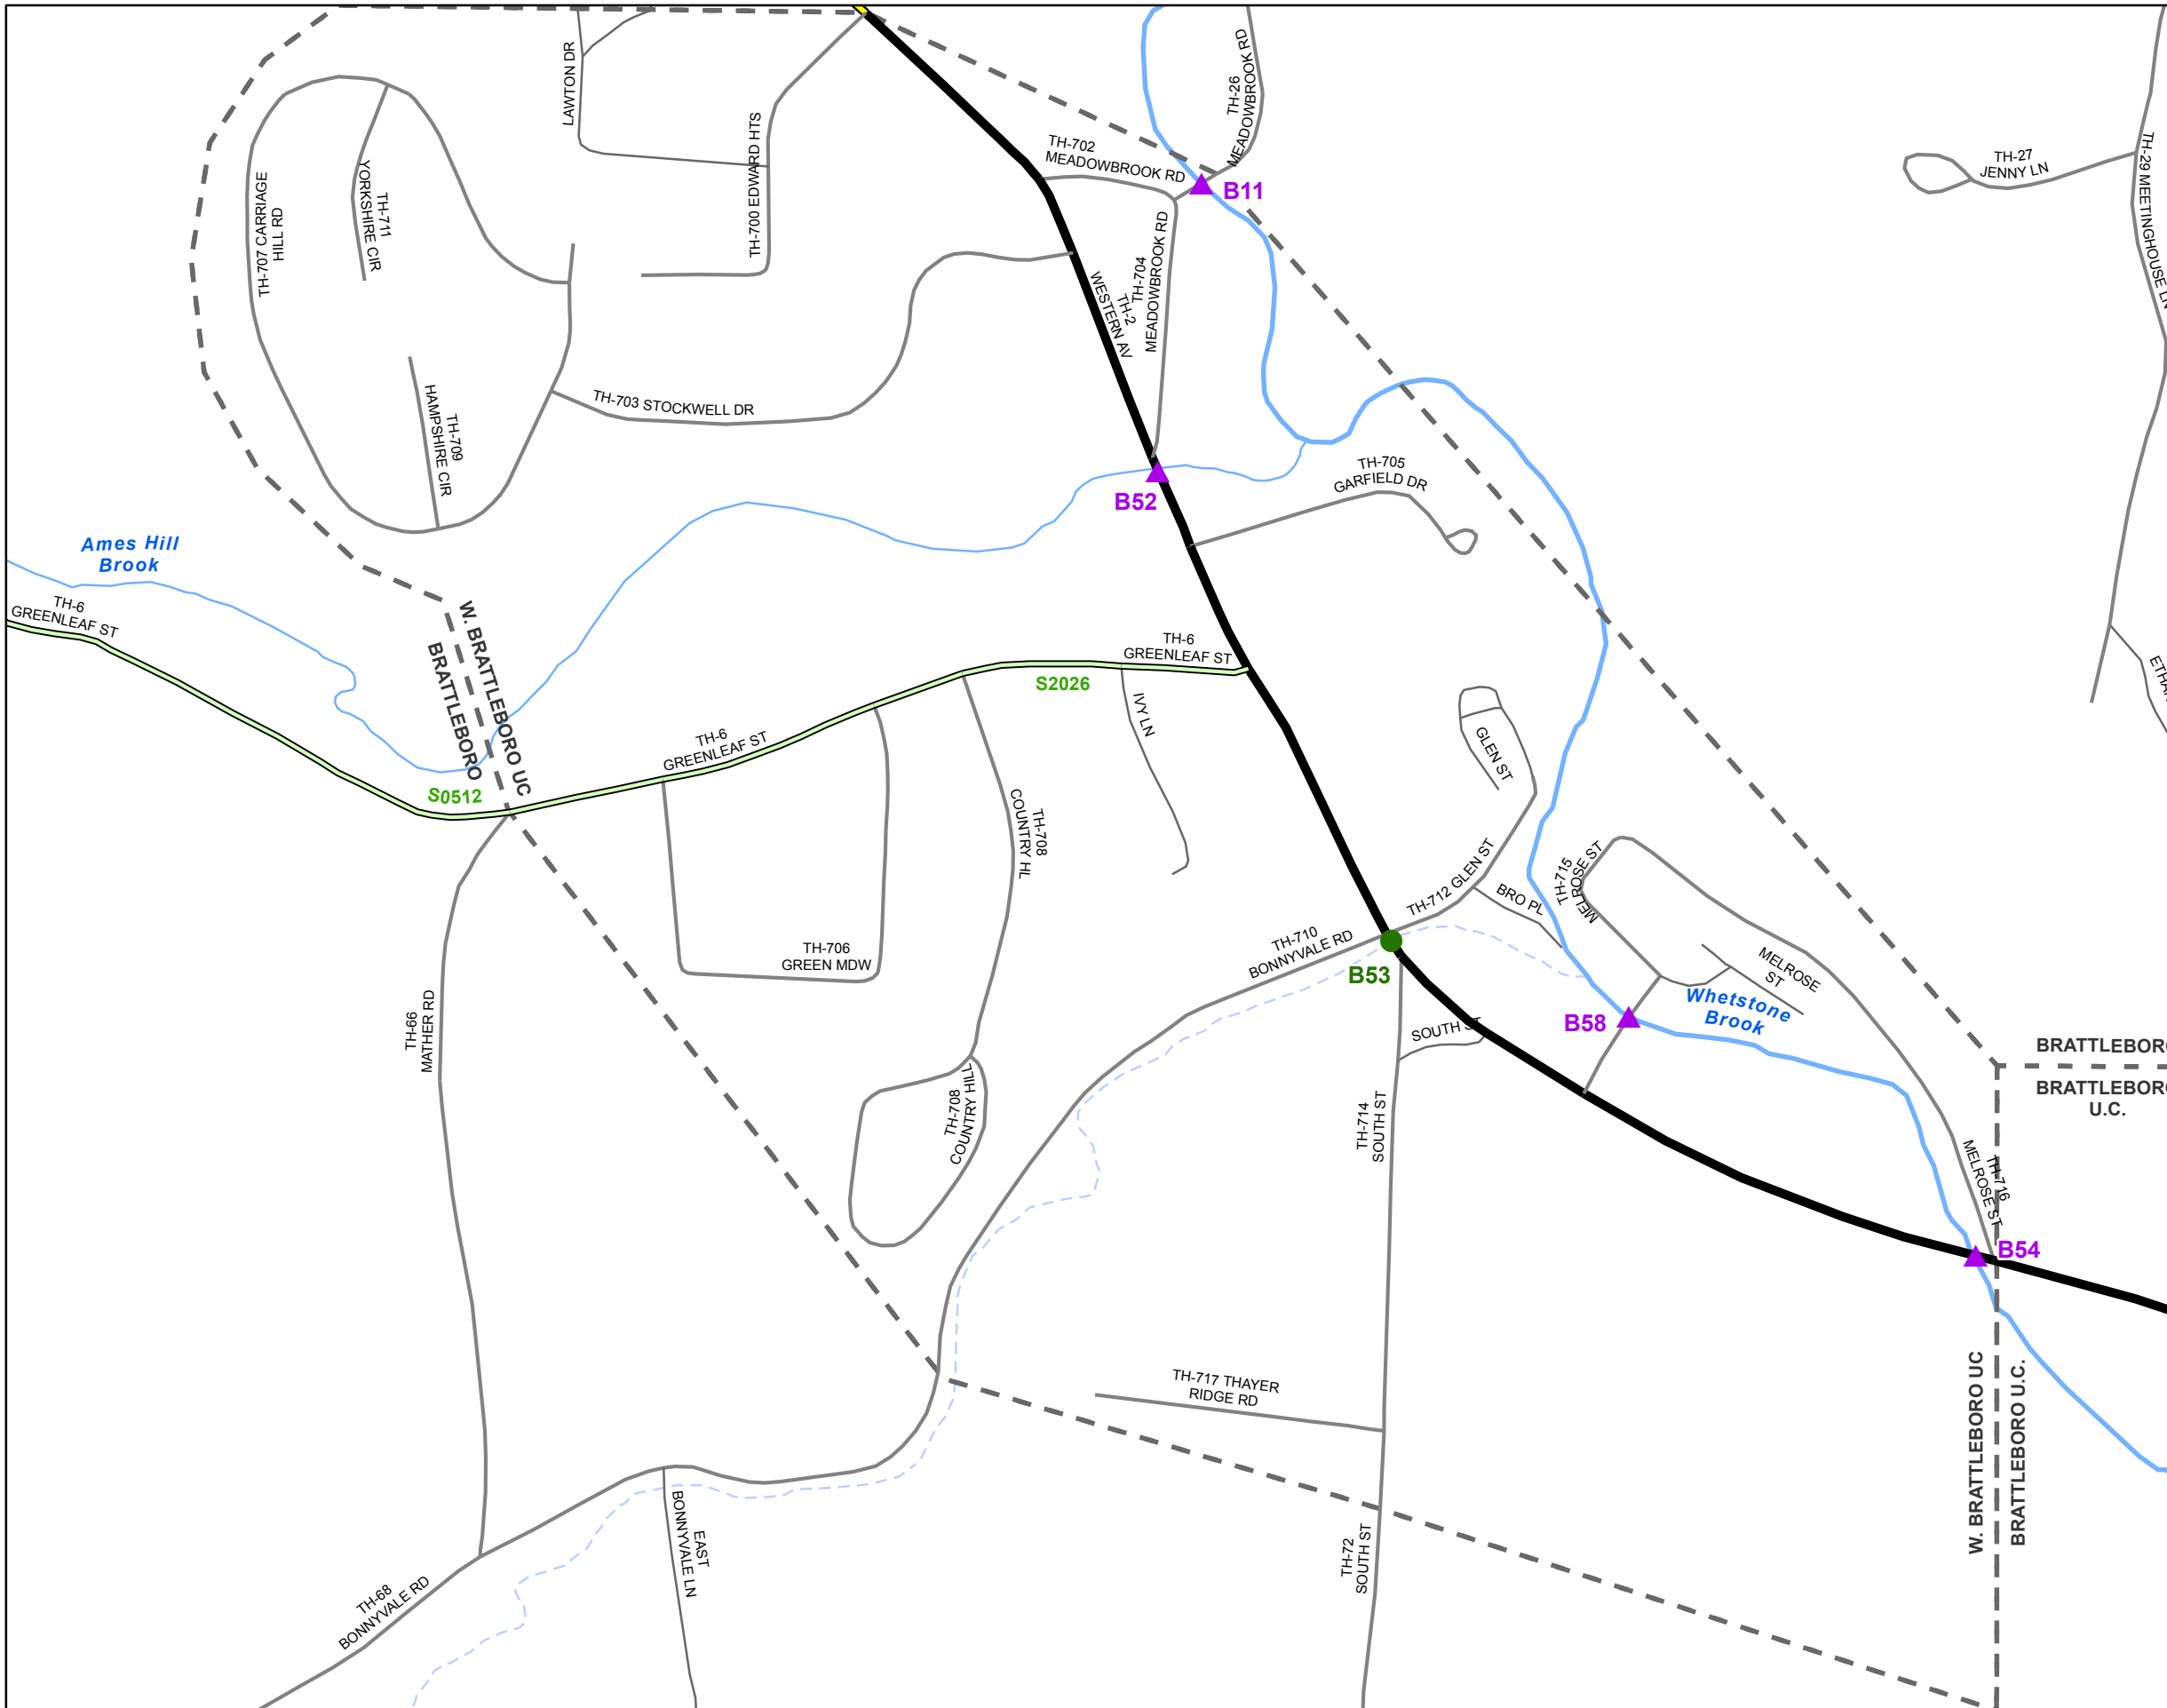 LAWTON DR
TH-26
MEADOWBROOK RD
TH-702
MEADOWBROOK RD
B11
TH-27
JENNY LN
TH-29 MEETINGHOUSE LN
TH-700 EDWARD HTS
TH-711
YORKSHIRE CIR
TH-707 CARRIAGE
HILL RD
TH-704
MEADOWBROOK RD
TH-2
WESTERN AV
TH-703 STOCKWELL DR
TH-709
HAMPSHIRE CIR
TH-705
GARFIELD DR
B52
Ames Hill
Brook
TH-6
GREENLEAF ST
W. BRATTLEBORO UC
BRATTLEBORO
TH-6
GREENLEAF ST
S2026
IVY LN
TH-6
GREENLEAF ST
S0512
GLEN ST
TH-708
COUNTRY HL
TH-712 GLEN ST
BRO PL
TH-715
MELROSE ST
TH-710
BONNYVALE RD
TH-706
GREEN MDW
B53
MELROSE
ST
Whetstone
Brook
B58
SOUTH ST
TH-66
MATHER RD
TH-708
COUNTRY HILL
TH-714
SOUTH ST
BRATTLEBORO
BRATTLEBORO
U.C.
TH-716
MELROSE ST
B54
TH-717 THAYER
RIDGE RD
W. BRATTLEBORO UC
BRATTLEBORO U.C.
EAST
BONNYVALE LN
TH-72
SOUTH ST
TH-68
BONNYVALE RD